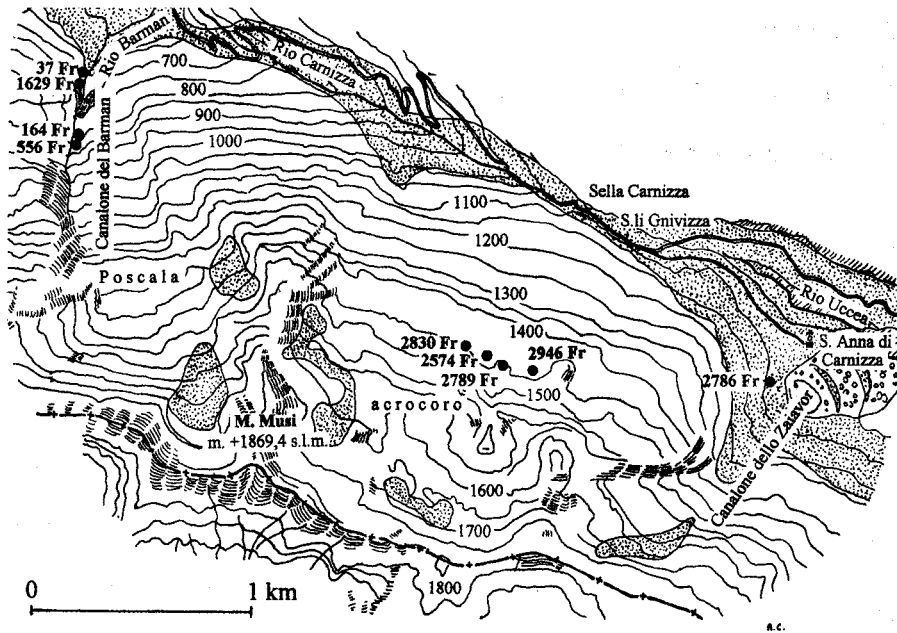 Rio Barman
Rio Carnizza
37 Fr
1629 Fr
700
800
900
1000
164 Fr
556 Fr
Canalone del Barman
Sella Carnizza
S.li Gnivizza
1100
1200
Poscala
1300
Rio Uccea
1400
S. Anna di
Carnizza
2830 Fr
2574 Fr
2946 Fr
2789 Fr
2786 Fr
1500
acrocoro
M. Musi
m. +1869,4 s.l.m.
Canalone dello Zaavor
1600
1700
1800
0
1 km
A.C.